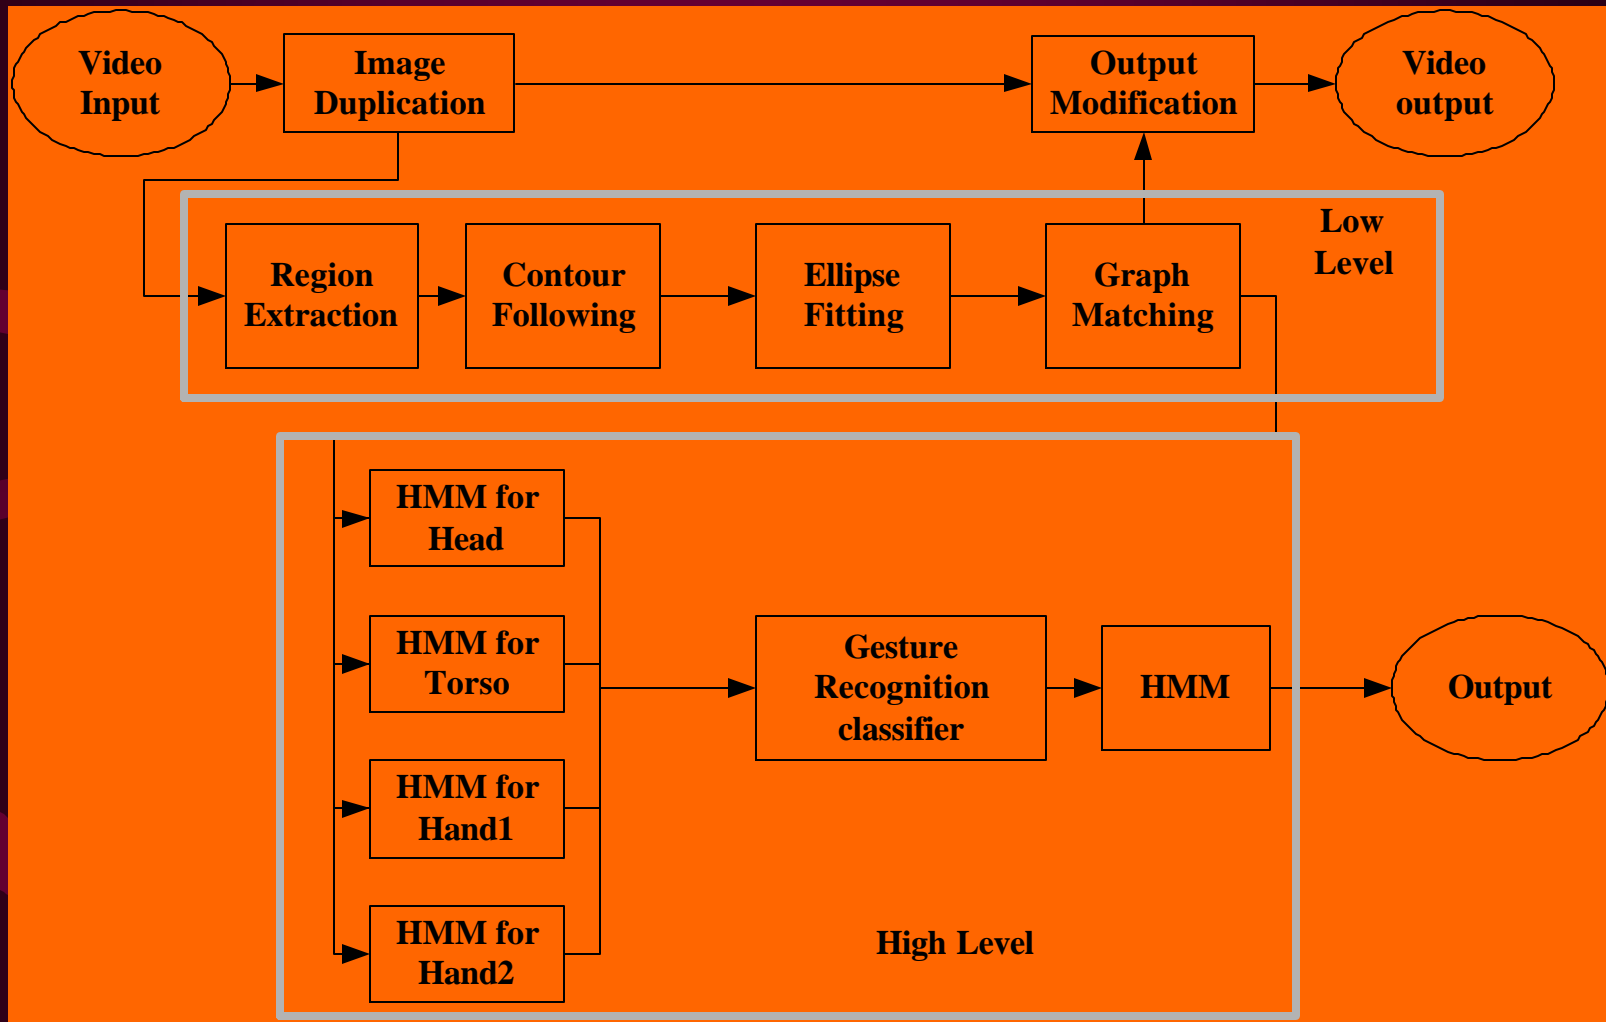 Video
Input
Image
Duplication
Output
Modification
Video
output
Low
Level
Region
Extraction
Contour
Following
Ellipse
Fitting
Graph
Matching
HMM for
Head
HMM for
Torso
HMM for
Hand1
HMM for
Hand2
Gesture
Recognition
classifier
HMM
Output
High Level